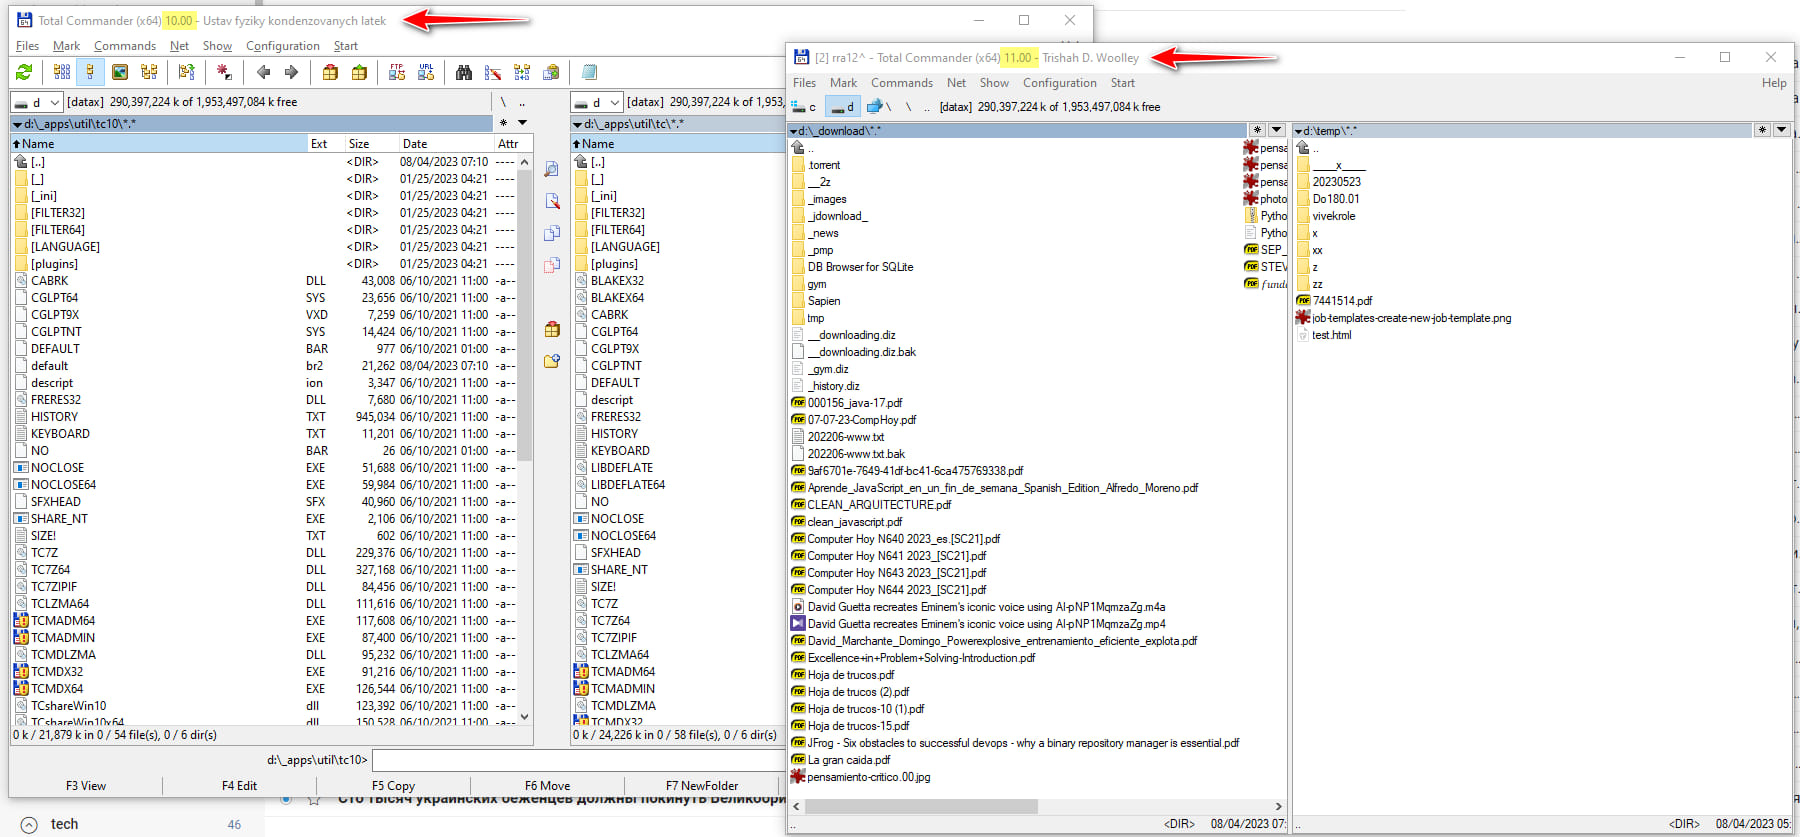 Total Commander (x64) 10.00 - Ustav fyziky kondenzovanych latek
Files Mark Commands Net Show Configuration Start
FTP URL
d [datax] 290,397,224 k of 1,953,497,084 k free \ ..
d:\_apps\util\tc10\*.* * ▼
Name Ext Size Date Attr
[..] <DIR> 08/04/2023 07:10 ----
[_] <DIR> 01/25/2023 04:21 ----
[_ini] <DIR> 01/25/2023 04:21 ----
[FILTER32] <DIR> 01/25/2023 04:21 ----
[FILTER64] <DIR> 01/25/2023 04:21 ----
[LANGUAGE] <DIR> 01/25/2023 04:21 ----
[plugins] <DIR> 01/25/2023 04:21 ----
CABRK DLL 43,008 06/10/2021 11:00 -a--
CGLPT64 SYS 23,656 06/10/2021 11:00 -a--
CGLPT9X VXD 7,259 06/10/2021 11:00 -a--
CGLPTNT SYS 14,424 06/10/2021 11:00 -a--
DEFAULT BAR 977 06/10/2021 01:00 -a--
default br2 21,262 08/04/2023 07:10 -a--
descript ion 3,347 06/10/2021 11:00 -a--
FRERES32 DLL 7,680 06/10/2021 11:00 -a--
HISTORY TXT 945,034 06/10/2021 11:00 -a--
KEYBOARD TXT 11,201 06/10/2021 11:00 -a--
NO BAR 26 06/10/2021 01:00 -a--
NOCLOSE EXE 51,688 06/10/2021 11:00 -a--
NOCLOSE64 EXE 59,984 06/10/2021 11:00 -a--
SFXHEAD SFX 40,960 06/10/2021 11:00 -a--
SHARE_NT EXE 2,106 06/10/2021 11:00 -a--
SIZE! TXT 602 06/10/2021 11:00 -a--
TC7Z DLL 229,376 06/10/2021 11:00 -a--
TC7Z64 DLL 327,168 06/10/2021 11:00 -a--
TC7ZIPIF DLL 84,456 06/10/2021 11:00 -a--
TCLZMA64 DLL 111,616 06/10/2021 11:00 -a--
TCMADM64 EXE 117,608 06/10/2021 11:00 -a--
TCMADMIN EXE 87,400 06/10/2021 11:00 -a--
TCMDLZMA DLL 95,232 06/10/2021 11:00 -a--
TCMDX32 EXE 91,216 06/10/2021 11:00 -a--
TCMDX64 EXE 126,544 06/10/2021 11:00 -a--
TCshareWin10 dll 123,392 06/10/2021 11:00 -a--
TCshareWin10x64 dll 150,528 06/10/2021 11:00 -a--
0 k / 21,879 k in 0 / 54 file(s), 0 / 6 dir(s)
d [datax] 290,397,224 k of 1,953,
d:\_apps\util\tc\*.*
Name
[..]
[_]
[_ini]
[FILTER32]
[FILTER64]
[LANGUAGE]
[plugins]
BLAKEX32
BLAKEX64
CABRK
CGLPT64
CGLPT9X
CGLPTNT
DEFAULT
descript
FRERES32
HISTORY
KEYBOARD
LIBDEFLATE
LIBDEFLATE64
NO
NOCLOSE
NOCLOSE64
SFXHEAD
SHARE_NT
SIZE!
TC7Z
TC7Z64
TC7ZIPIF
TCLZMA64
TCMADM64
TCMADMIN
TCMDLZMA
TCMDX32
0 k / 24,226 k in 0 / 58 file(s), 0 / 6 dir(s)
d:\_apps\util\tc10>
F3 View F4 Edit F5 Copy F6 Move F7 NewFolder
Сто тысяч украинских беженцев должны покинуть Великобри
tech 46
[2] rra12^ - Total Commander (x64) 11.00 - Trishah D. Woolley
Files Mark Commands Net Show Configuration Start Help
c d \ \ .. [datax] 290,397,224 k of 1,953,497,084 k free
d:\_download\*.* * ▼
..
.torrent
__2z
_images
_jdownload_
_news
_pmp
DB Browser for SQLite
gym
Sapien
tmp
__downloading.diz
__downloading.diz.bak
_gym.diz
_history.diz
000156_java-17.pdf
07-07-23-CompHoy.pdf
202206-www.txt
202206-www.txt.bak
9af6701e-7649-41df-bc41-6ca475769338.pdf
Aprende_JavaScript_en_un_fin_de_semana_Spanish_Edition_Alfredo_Moreno.pdf
CLEAN_ARQUITECTURE.pdf
clean_javascript.pdf
Computer Hoy N640 2023_es.[SC21].pdf
Computer Hoy N641 2023_[SC21].pdf
Computer Hoy N643 2023_[SC21].pdf
Computer Hoy N644 2023_[SC21].pdf
David Guetta recreates Eminem's iconic voice using AI-pNP1MqmzaZg.m4a
David Guetta recreates Eminem's iconic voice using AI-pNP1MqmzaZg.mp4
David_Marchante_Domingo_Powerexplosive_entrenamiento_eficiente_explota.pdf
Excellence+in+Problem+Solving-Introduction.pdf
Hoja de trucos.pdf
Hoja de trucos (2).pdf
Hoja de trucos-10 (1).pdf
Hoja de trucos-15.pdf
JFrog - Six obstacles to successful devops - why a binary repository manager is essential.pdf
La gran caida.pdf
pensamiento-critico.00.jpg
pensa
pensa
pensa
photo
Pytho
Pytho
SEP_
STEV
fund
.. <DIR> 08/04/2023 07:
d:\temp\*.* * ▼
..
____x____
20230523
Do180.01
vivekrole
x
xx
z
zz
7441514.pdf
job-templates-create-new-job-template.png
test.html
.. <DIR> 08/04/2023 05: